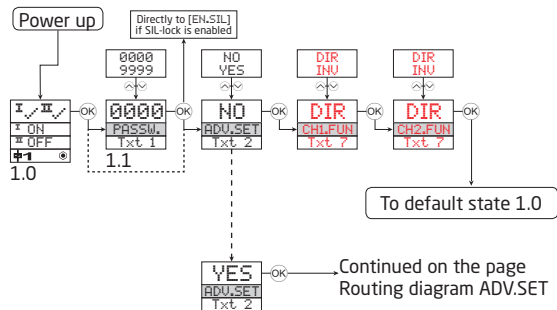 Power up
Directly to [EN.SIL]
if SIL-lock is enabled
0000
9999
NO
YES
DIR
INV
DIR
INV
I II
I ON
II OFF
1
1.0
OK
0000
PASSW.
Txt 1
1.1
OK
NO
ADV.SET
Txt 2
OK
DIR
CH1.FUN
Txt 7
OK
DIR
CH2.FUN
Txt 7
OK
To default state 1.0
YES
ADV.SET
Txt 2
OK
Continued on the page
Routing diagram ADV.SET